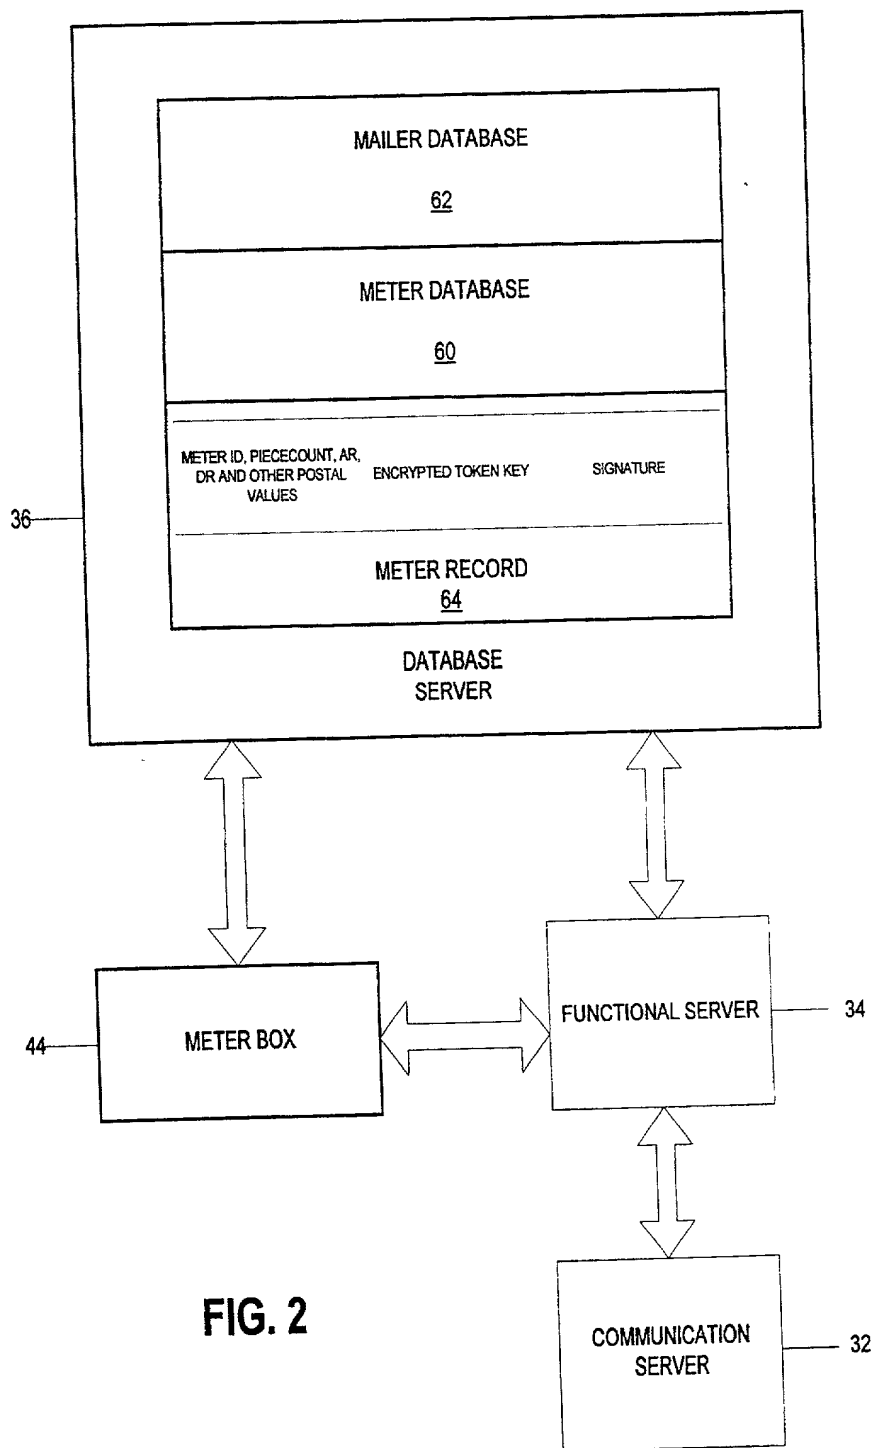 MAILER DATABASE
62
METER DATABASE
60
METER ID, PIECECOUNT, AR,
DR AND OTHER POSTAL
VALUES
ENCRYPTED TOKEN KEY
SIGNATURE
36
METER RECORD
64
DATABASE
SERVER
44
METER BOX
FUNCTIONAL SERVER
34
FIG. 2
COMMUNICATION
SERVER
32